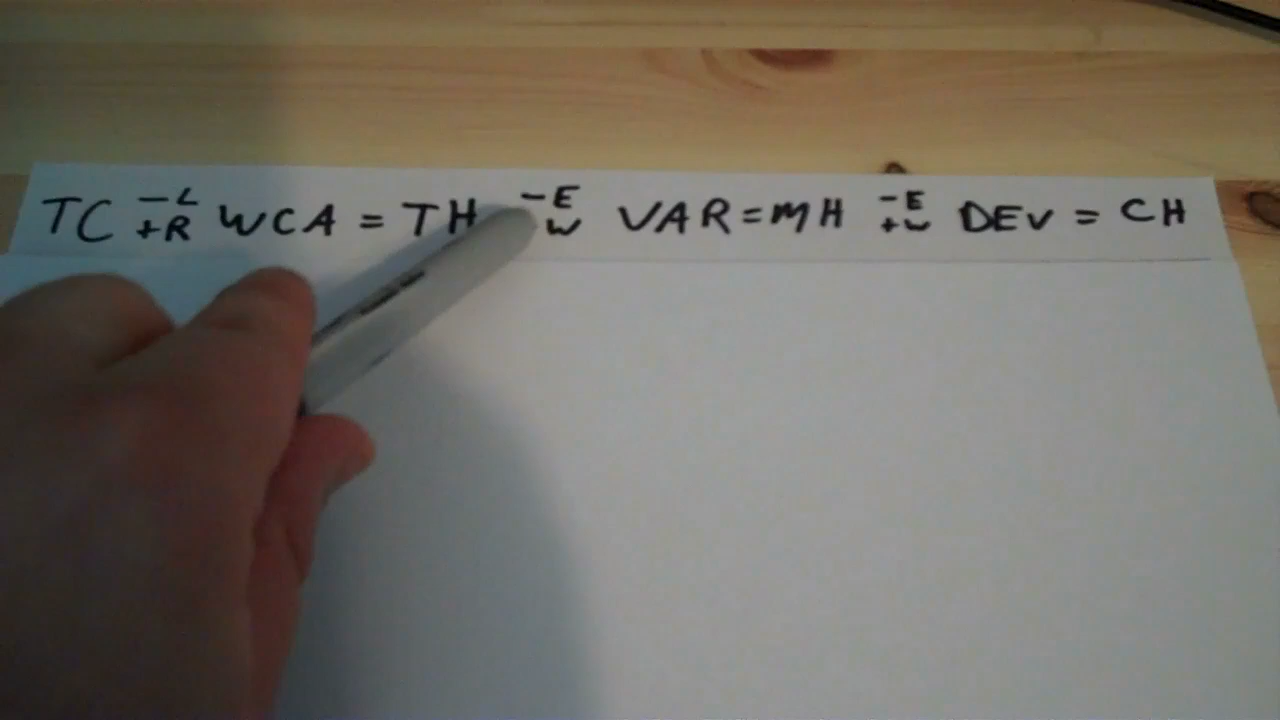 TC -L +R WCA = TH -E W VAR = MH -E +W DEV = CH